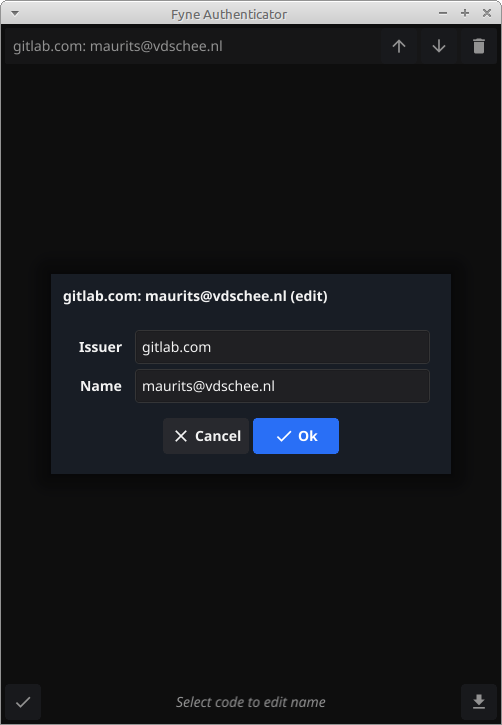 Fyne Authenticator
gitlab.com: maurits@vdschee.nl
gitlab.com: maurits@vdschee.nl (edit)
Issuer gitlab.com
Name maurits@vdschee.nl
Cancel Ok
Select code to edit name